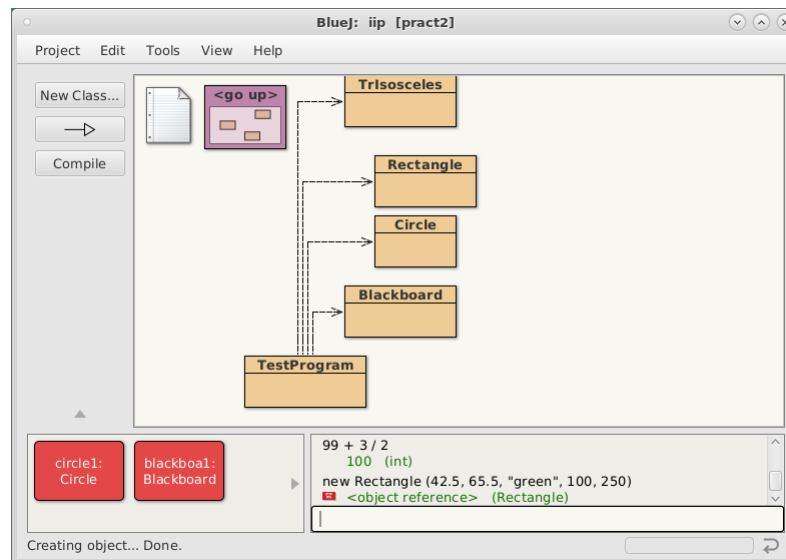 BlueJ:  iip  [pract2]
Project  Edit  Tools  View  Help
New Class...
Compile
<go up>
TrIsosceles
Rectangle
Circle
Blackboard
TestProgram
circle1:
Circle
blackboa1:
Blackboard
99 + 3 / 2
100  (int)
new Rectangle (42.5, 65.5, "green", 100, 250)
<object reference>  (Rectangle)
Creating object... Done.